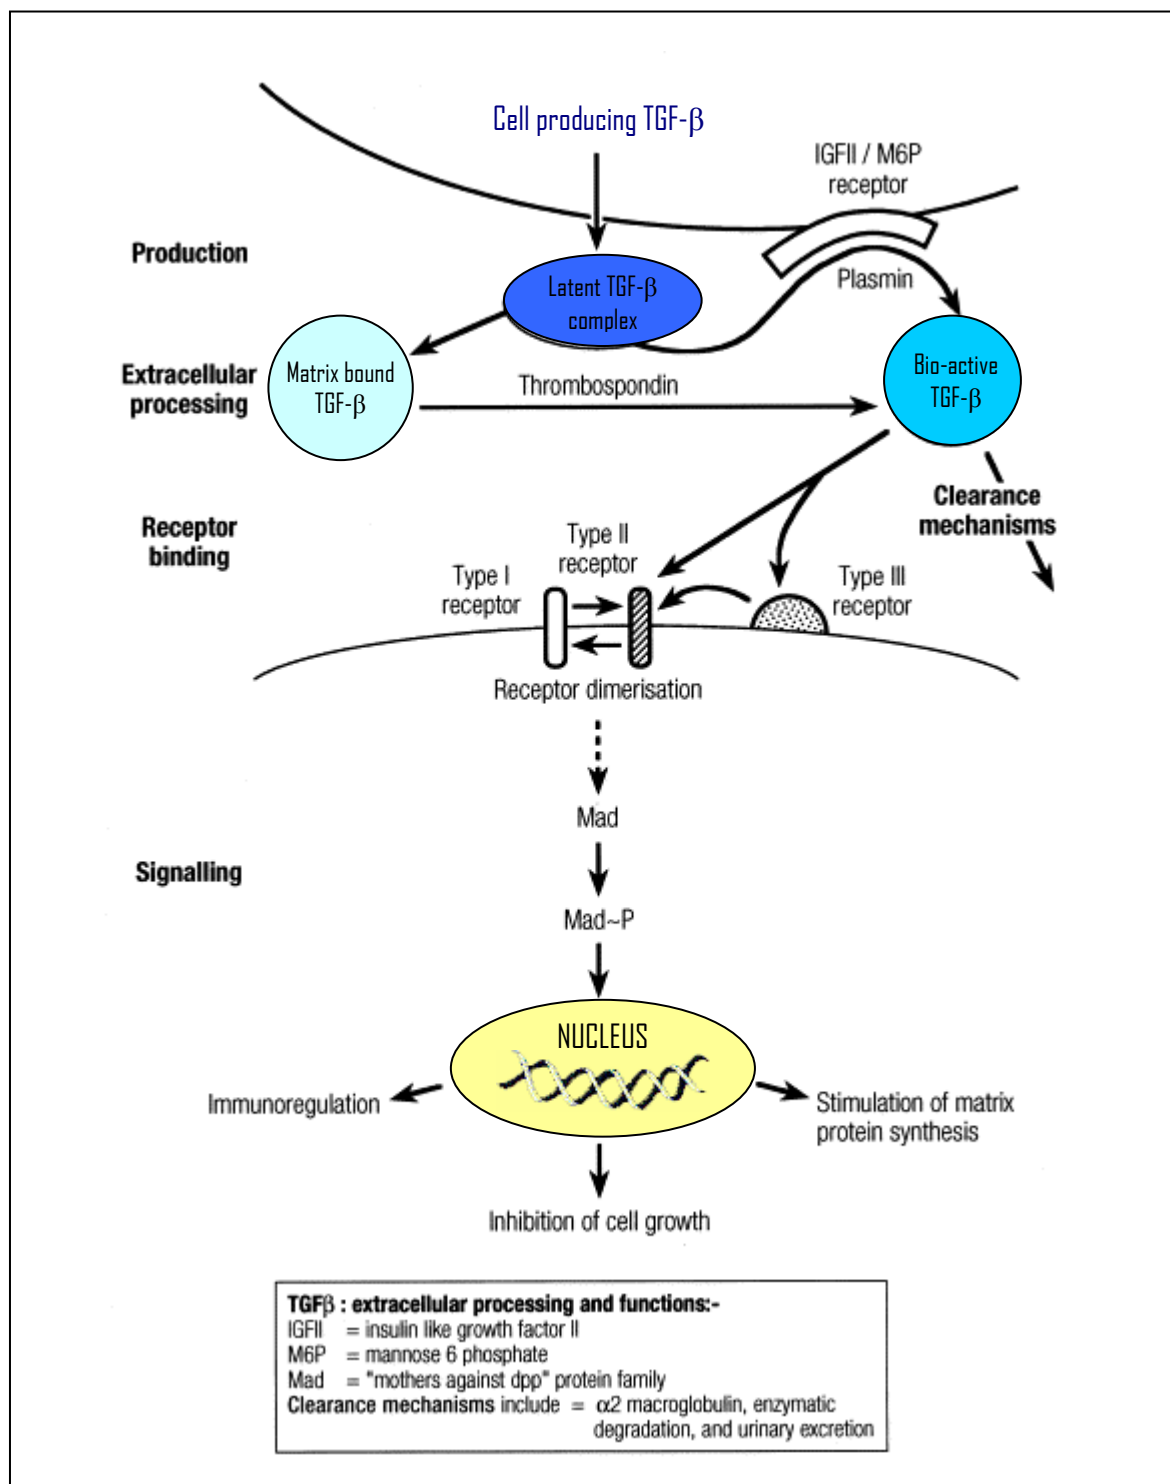 Cell producing TGF-β
IGFII / M6P
receptor
Production
Plasmin
Latent TGF-β
complex
Extracellular
processing
Matrix bound
TGF-β
Thrombospondin
Bio-active
TGF-β
Clearance
mechanisms
Receptor
binding
Type II
receptor
Type I
receptor
Type III
receptor
Receptor dimerisation
Mad
Signalling
Mad~P
NUCLEUS
Immunoregulation
Stimulation of matrix
protein synthesis
Inhibition of cell growth
TGFβ : extracellular processing and functions:-
IGFII = insulin like growth factor II
M6P = mannose 6 phosphate
Mad = "mothers against dpp" protein family
Clearance mechanisms include = α2 macroglobulin, enzymatic
degradation, and urinary excretion